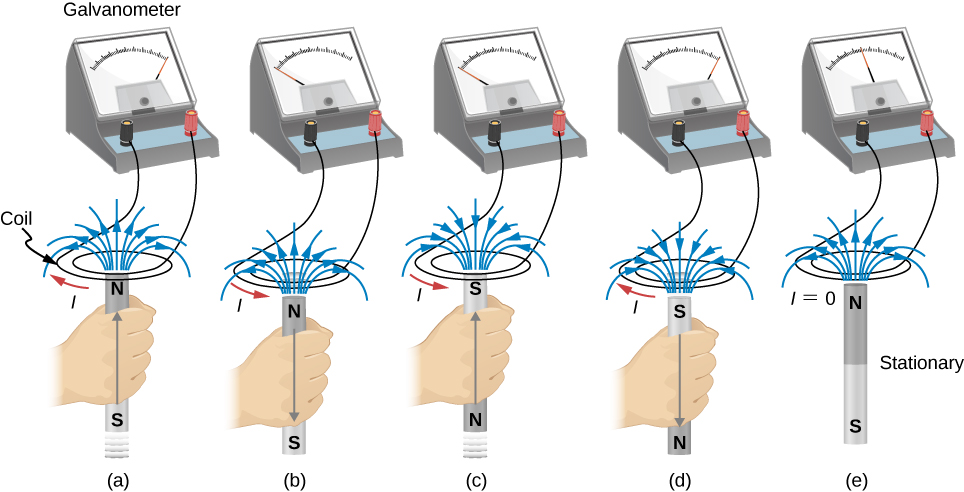 Galvanometer
Coil
I
N
S
(a)
I
N
S
(b)
I
S
N
(c)
I
S
N
(d)
I = 0
N
Stationary
S
(e)